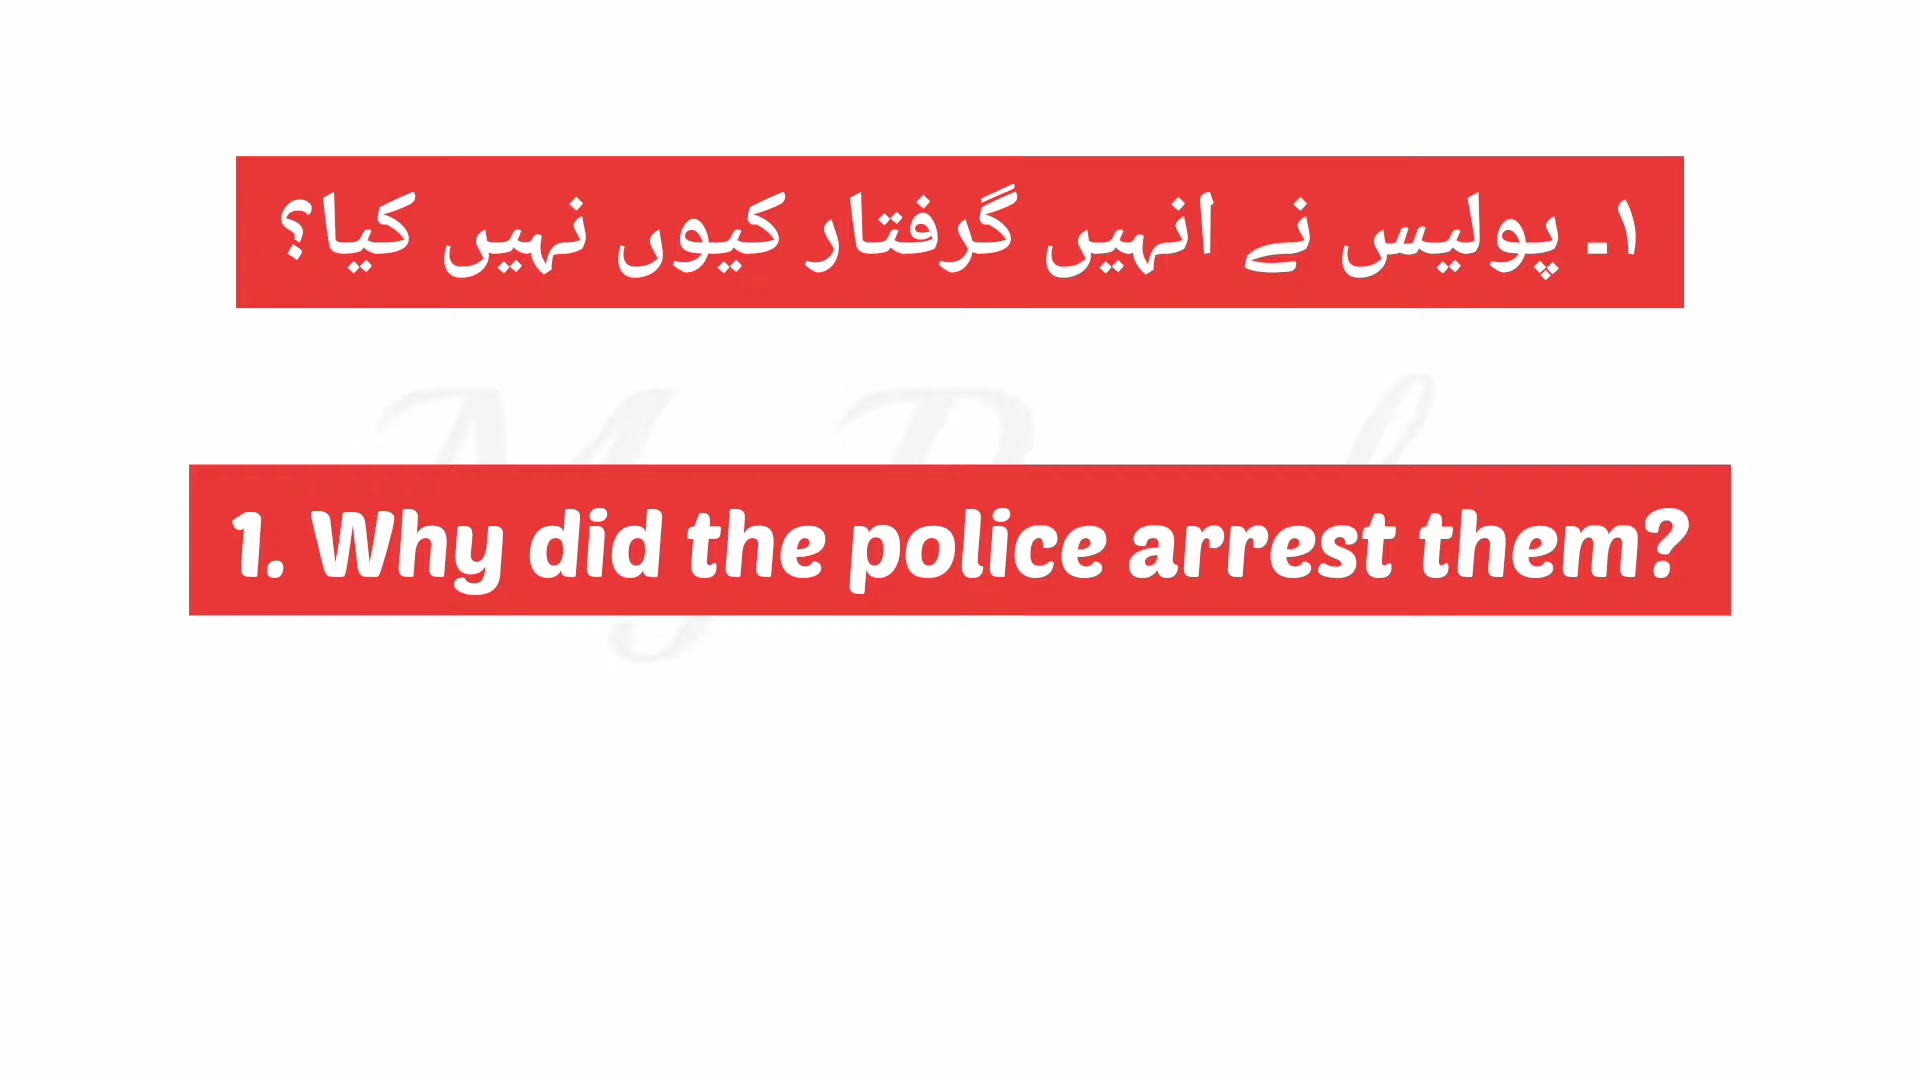 ۱۔ پولیس نے انہیں گرفتار کیوں نہیں کیا؟
1. Why did the police arrest them?